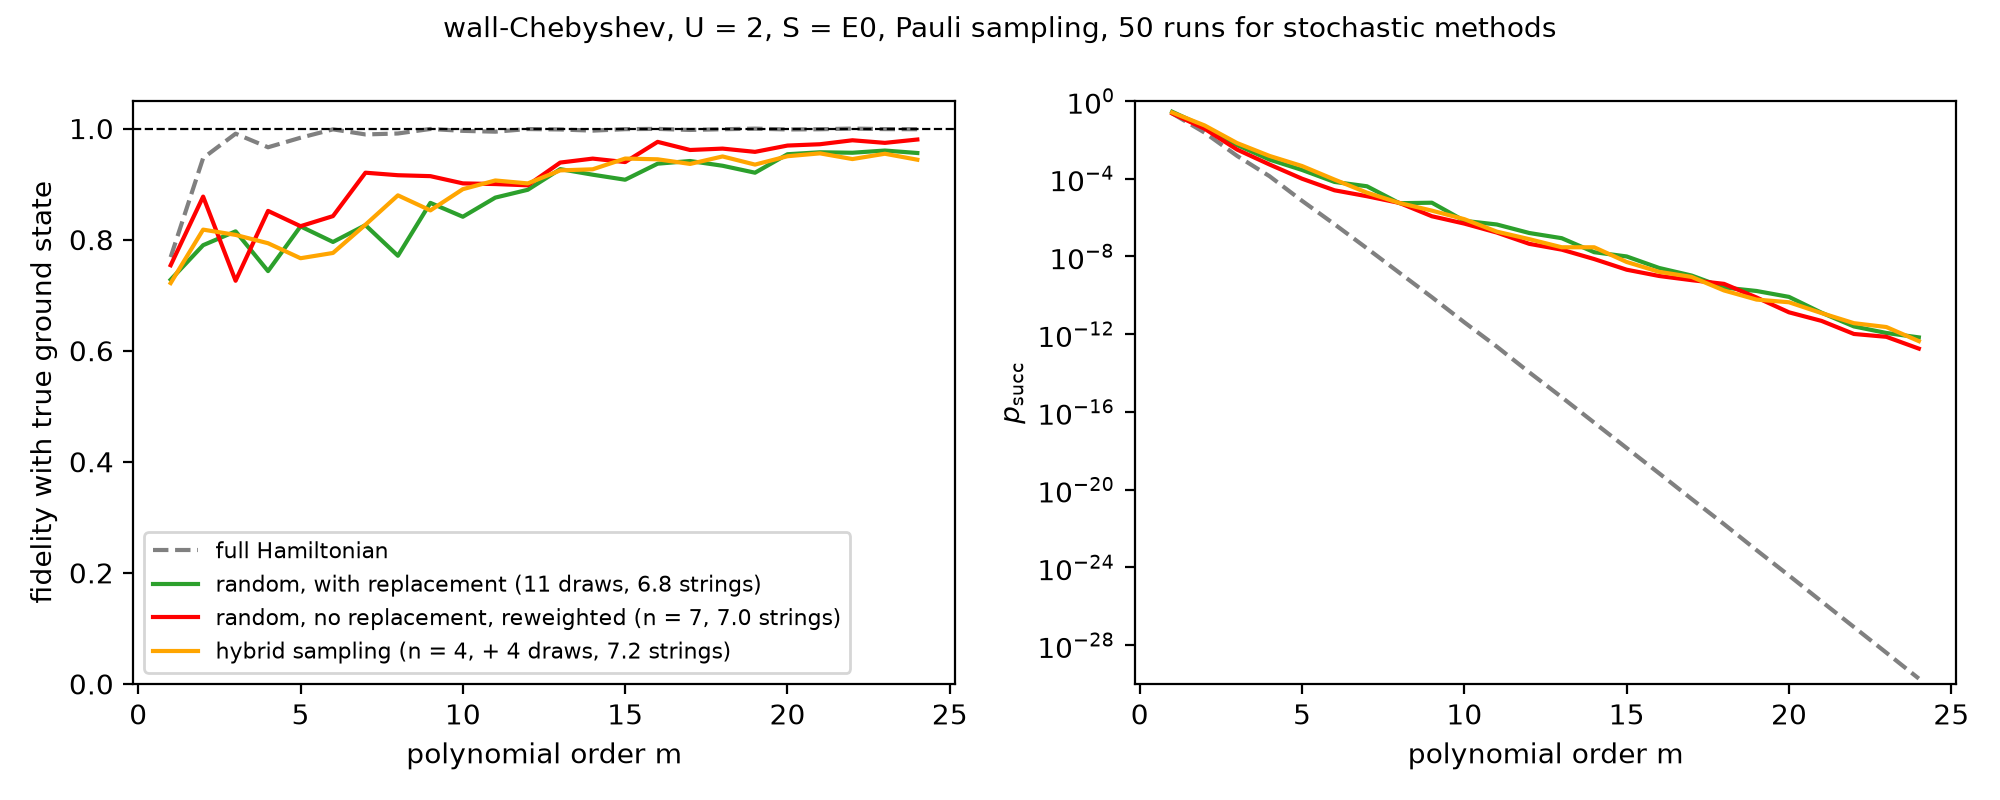 wall-Chebyshev, U = 2, S = E0, Pauli sampling, 50 runs for stochastic methods
fidelity with true ground state
1.0
0.8
0.6
0.4
0.2
0.0
full Hamiltonian
random, with replacement (11 draws, 6.8 strings)
random, no replacement, reweighted (n = 7, 7.0 strings)
hybrid sampling (n = 4, + 4 draws, 7.2 strings)
0 5 10 15 20 25
polynomial order m
p_succ
10^0
10^−4
10^−8
10^−12
10^−16
10^−20
10^−24
10^−28
0 5 10 15 20 25
polynomial order m